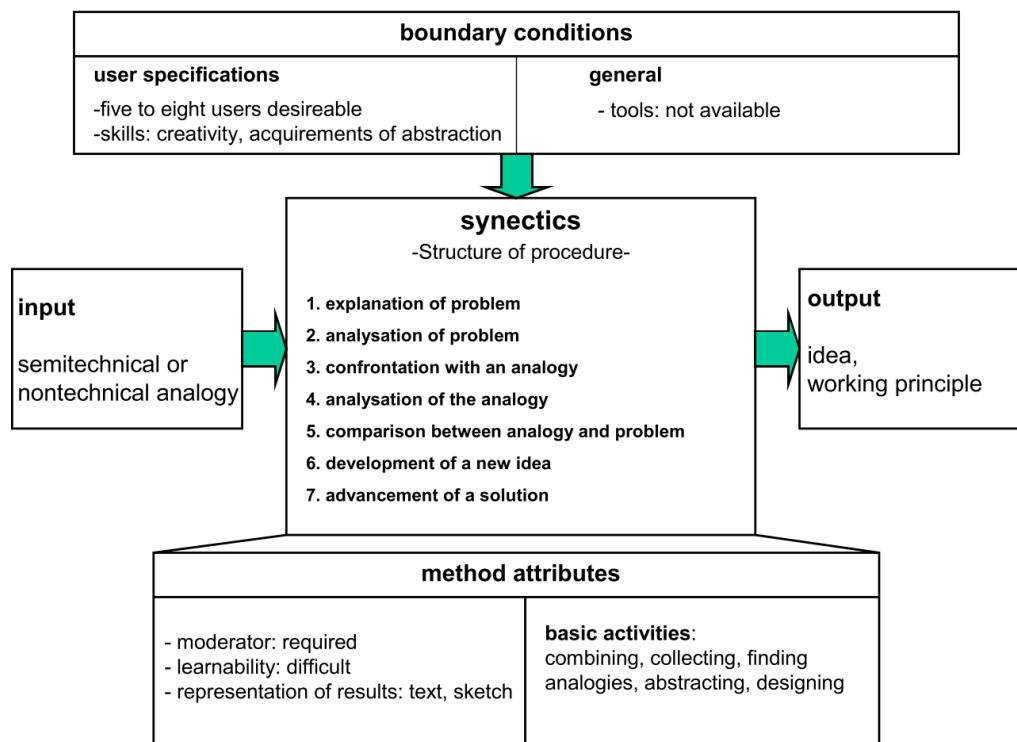 boundary conditions
user specifications
-five to eight users desireable
-skills: creativity, acquirements of abstraction
general
- tools: not available
synectics
-Structure of procedure-
1. explanation of problem
2. analysation of problem
3. confrontation with an analogy
4. analysation of the analogy
5. comparison between analogy and problem
6. development of a new idea
7. advancement of a solution
input
semitechnical or
nontechnical analogy
output
idea,
working principle
method attributes
- moderator: required
- learnability: difficult
- representation of results: text, sketch
basic activities:
combining, collecting, finding
analogies, abstracting, designing